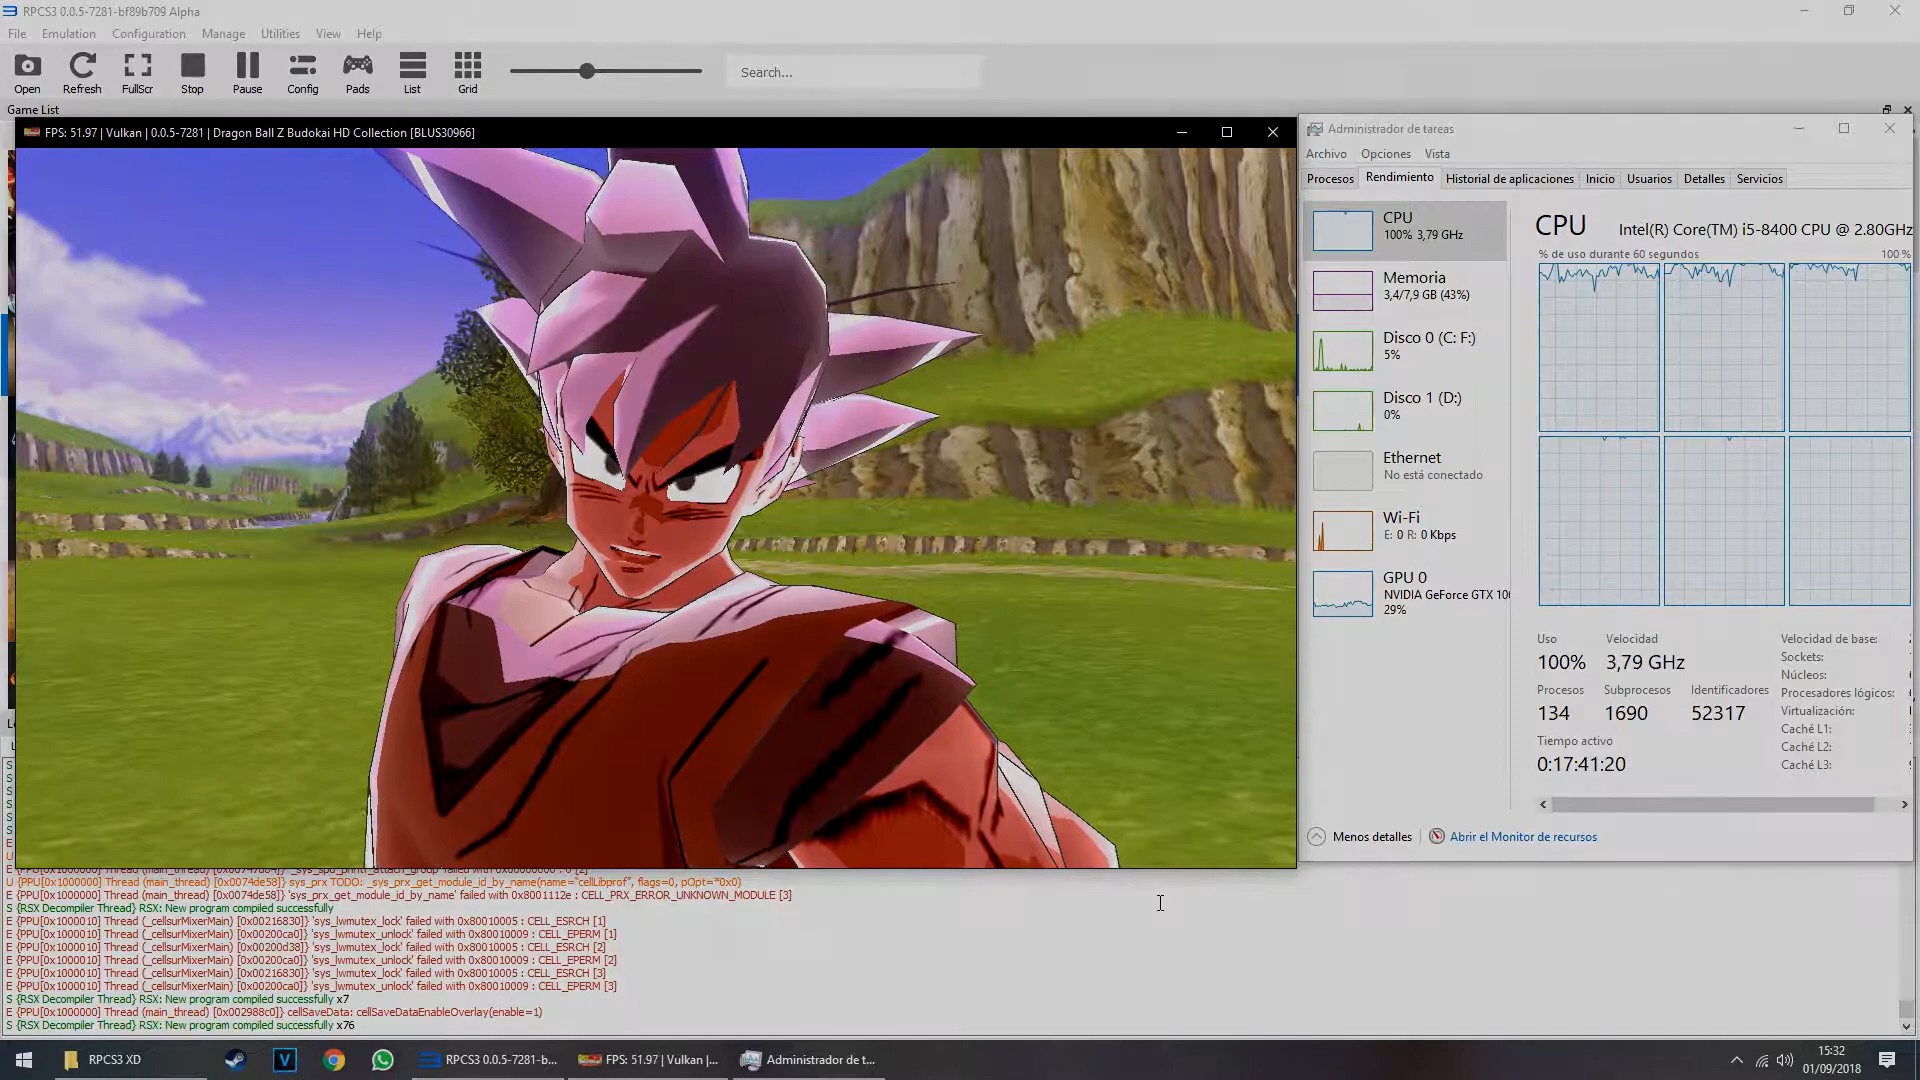 RPCS3 0.0.5-7281-bf89b709 Alpha
File Emulation Configuration Manage Utilities View Help
Open Refresh FullScr Stop Pause Config Pads List Grid
Search...
Game List
FPS: 51.97 | Vulkan | 0.0.5-7281 | Dragon Ball Z Budokai HD Collection [BLUS30966]
Administrador de tareas
Archivo Opciones Vista
Procesos Rendimiento Historial de aplicaciones Inicio Usuarios Detalles Servicios
CPU
100% 3,79 GHz
Memoria
3,4/7,9 GB (43%)
Disco 0 (C: F:)
5%
Disco 1 (D:)
0%
Ethernet
No está conectado
Wi-Fi
E: 0 R: 0 Kbps
GPU 0
NVIDIA GeForce GTX
29%
CPU Intel(R) Core(TM) i5-8400 CPU @ 2.80GHz
% de uso durante 60 segundos 100 %
Uso Velocidad
100% 3,79 GHz
Procesos Subprocesos Identificadores
134 1690 52317
Tiempo activo
0:17:41:20
Velocidad de base:
Sockets:
Núcleos:
Procesadores lógicos:
Virtualización:
Caché L1:
Caché L2:
Caché L3:
Menos detalles Abrir el Monitor de recursos
U {PPU[0x1000000] Thread (main_thread) [0x0074de58]} sys_prx TODO: _sys_prx_get_module_id_by_name(name="cellLibprof", flags=0, pOpt=*0x0)
E {PPU[0x1000000] Thread (main_thread) [0x0074de58]} 'sys_prx_get_module_id_by_name' failed with 0x8001112e : CELL_PRX_ERROR_UNKNOWN_MODULE [3]
S {RSX Decompiler Thread} RSX: New program compiled successfully
E {PPU[0x1000010] Thread (_cellsurMixerMain) [0x00216830]} 'sys_lwmutex_lock' failed with 0x80010005 : CELL_ESRCH [1]
E {PPU[0x1000010] Thread (_cellsurMixerMain) [0x00200ca0]} 'sys_lwmutex_unlock' failed with 0x80010009 : CELL_EPERM [1]
E {PPU[0x1000010] Thread (_cellsurMixerMain) [0x00200d38]} 'sys_lwmutex_lock' failed with 0x80010005 : CELL_ESRCH [2]
E {PPU[0x1000010] Thread (_cellsurMixerMain) [0x00200ca0]} 'sys_lwmutex_unlock' failed with 0x80010009 : CELL_EPERM [2]
E {PPU[0x1000010] Thread (_cellsurMixerMain) [0x00216830]} 'sys_lwmutex_lock' failed with 0x80010005 : CELL_ESRCH [3]
E {PPU[0x1000010] Thread (_cellsurMixerMain) [0x00200ca0]} 'sys_lwmutex_unlock' failed with 0x80010009 : CELL_EPERM [3]
S {RSX Decompiler Thread} RSX: New program compiled successfully x7
E {PPU[0x1000000] Thread (main_thread) [0x002988c0]} cellSaveData: cellSaveDataEnableOverlay(enable=1)
S {RSX Decompiler Thread} RSX: New program compiled successfully x76
RPCS3 XD
V
RPCS3 0.0.5-7281-b...
FPS: 51.97 | Vulkan |...
Administrador de t...
15:32
01/09/2018